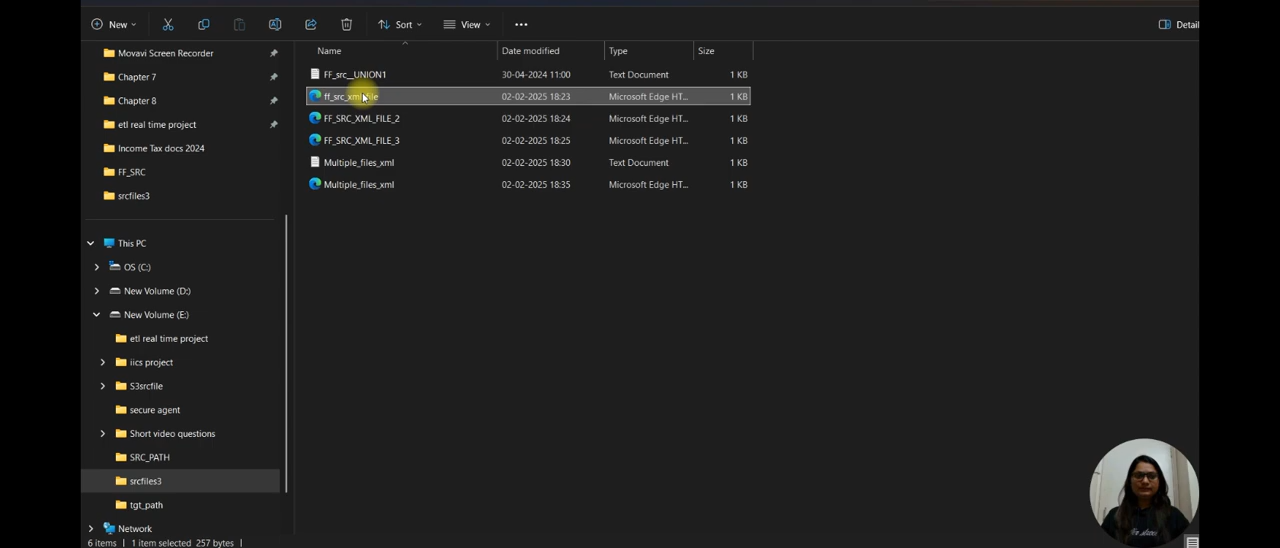 New Sort View ... Detail
Movavi Screen Recorder
Chapter 7
Chapter 8
etl real time project
Income Tax docs 2024
FF_SRC
srcfiles3
This PC
OS (C:)
New Volume (D:)
New Volume (E:)
etl real time project
iics project
S3srcfile
secure agent
Short video questions
SRC_PATH
srcfiles3
tgt_path
Network
Name Date modified Type Size
FF_src__UNION1 30-04-2024 11:00 Text Document 1 KB
ff_src_xml_file 02-02-2025 18:23 Microsoft Edge HT... 1 KB
FF_SRC_XML_FILE_2 02-02-2025 18:24 Microsoft Edge HT... 1 KB
FF_SRC_XML_FILE_3 02-02-2025 18:25 Microsoft Edge HT... 1 KB
Multiple_files_xml 02-02-2025 18:30 Text Document 1 KB
Multiple_files_xml 02-02-2025 18:35 Microsoft Edge HT... 1 KB
6 items | 1 item selected 257 bytes |